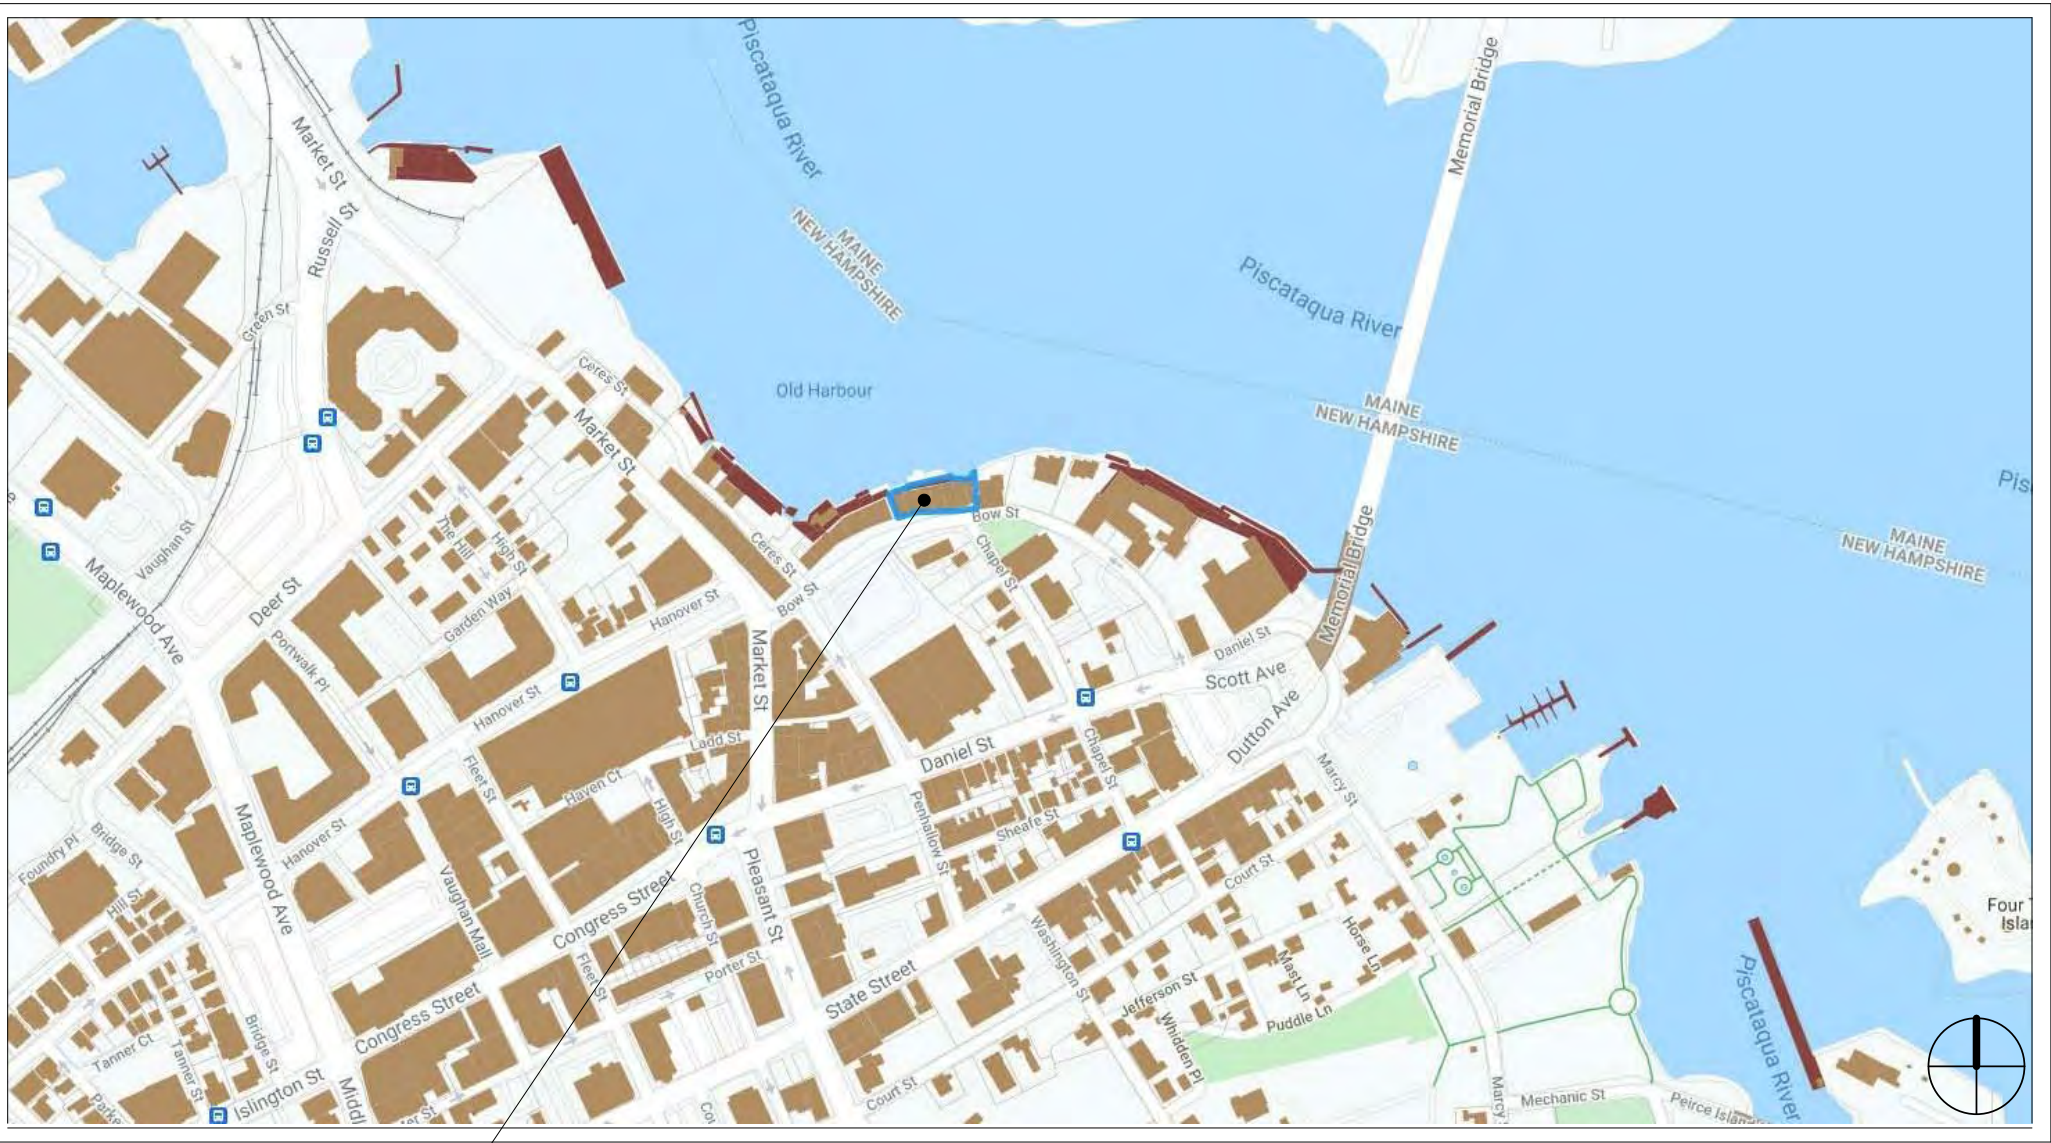 Piscataqua River
Memorial Bridge
Market St
Russell St
MAINE
NEW HAMPSHIRE
Piscataqua River
Green St
Ceres St
Old Harbour
MAINE
NEW HAMPSHIRE
Market St
Bow St
Memorial Bridge
MAINE
NEW HAMPSHIRE
Vaughan St
The Hill
High St
Ceres St
Chapel St
Maplewood Ave
Deer St
Garden Way
Hanover St
Bow St
Portwalk Pl
Market St
Daniel St
Scott Ave
Hanover St
Dutton Ave
Ladd St
Daniel St
Chapel St
Fleet St
Haven Ct
High St
Marcy St
Penhallow St
Sheafe St
Maplewood Ave
Hanover St
Bridge St
Foundry Pl
Vaughan Mall
Pleasant St
Court St
Hill St
Congress Street
Church St
Washington St
Horse Ln
Four
Fleet St
Porter St
State Street
Mast Ln
Jefferson St
Puddle Ln
Whidden Pl
Piscataqua River
Congress Street
Bridge St
Tanner Ct
Tanner St
Islington St
Court St
Marcy
Mechanic St
Peirce Islan